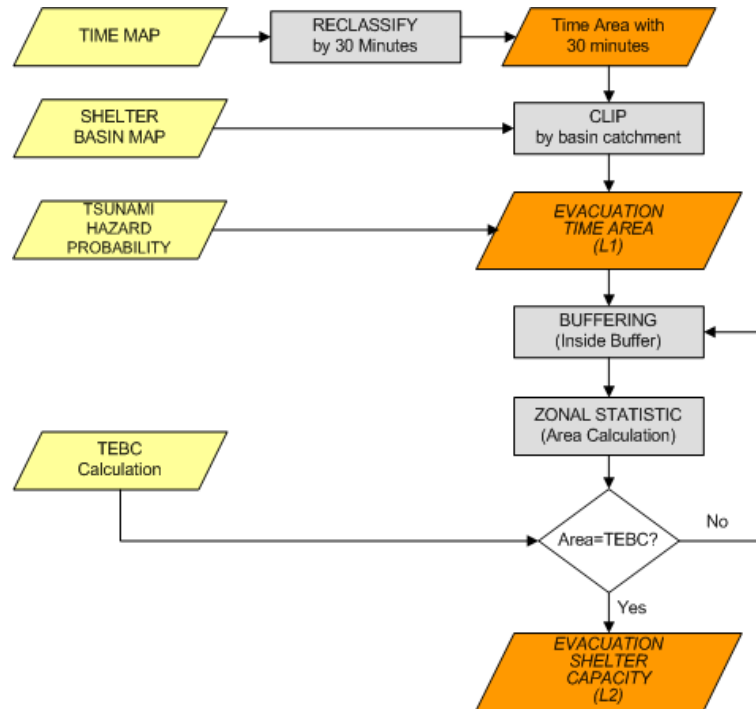 TIME MAP
RECLASSIFY
by 30 Minutes
Time Area with
30 minutes
SHELTER
BASIN MAP
CLIP
by basin catchment
TSUNAMI
HAZARD
PROBABILITY
EVACUATION
TIME AREA
(L1)
BUFFERING
(Inside Buffer)
ZONAL STATISTIC
(Area Calculation)
TEBC
Calculation
Area=TEBC?
No
Yes
EVACUATION
SHELTER
CAPACITY
(L2)